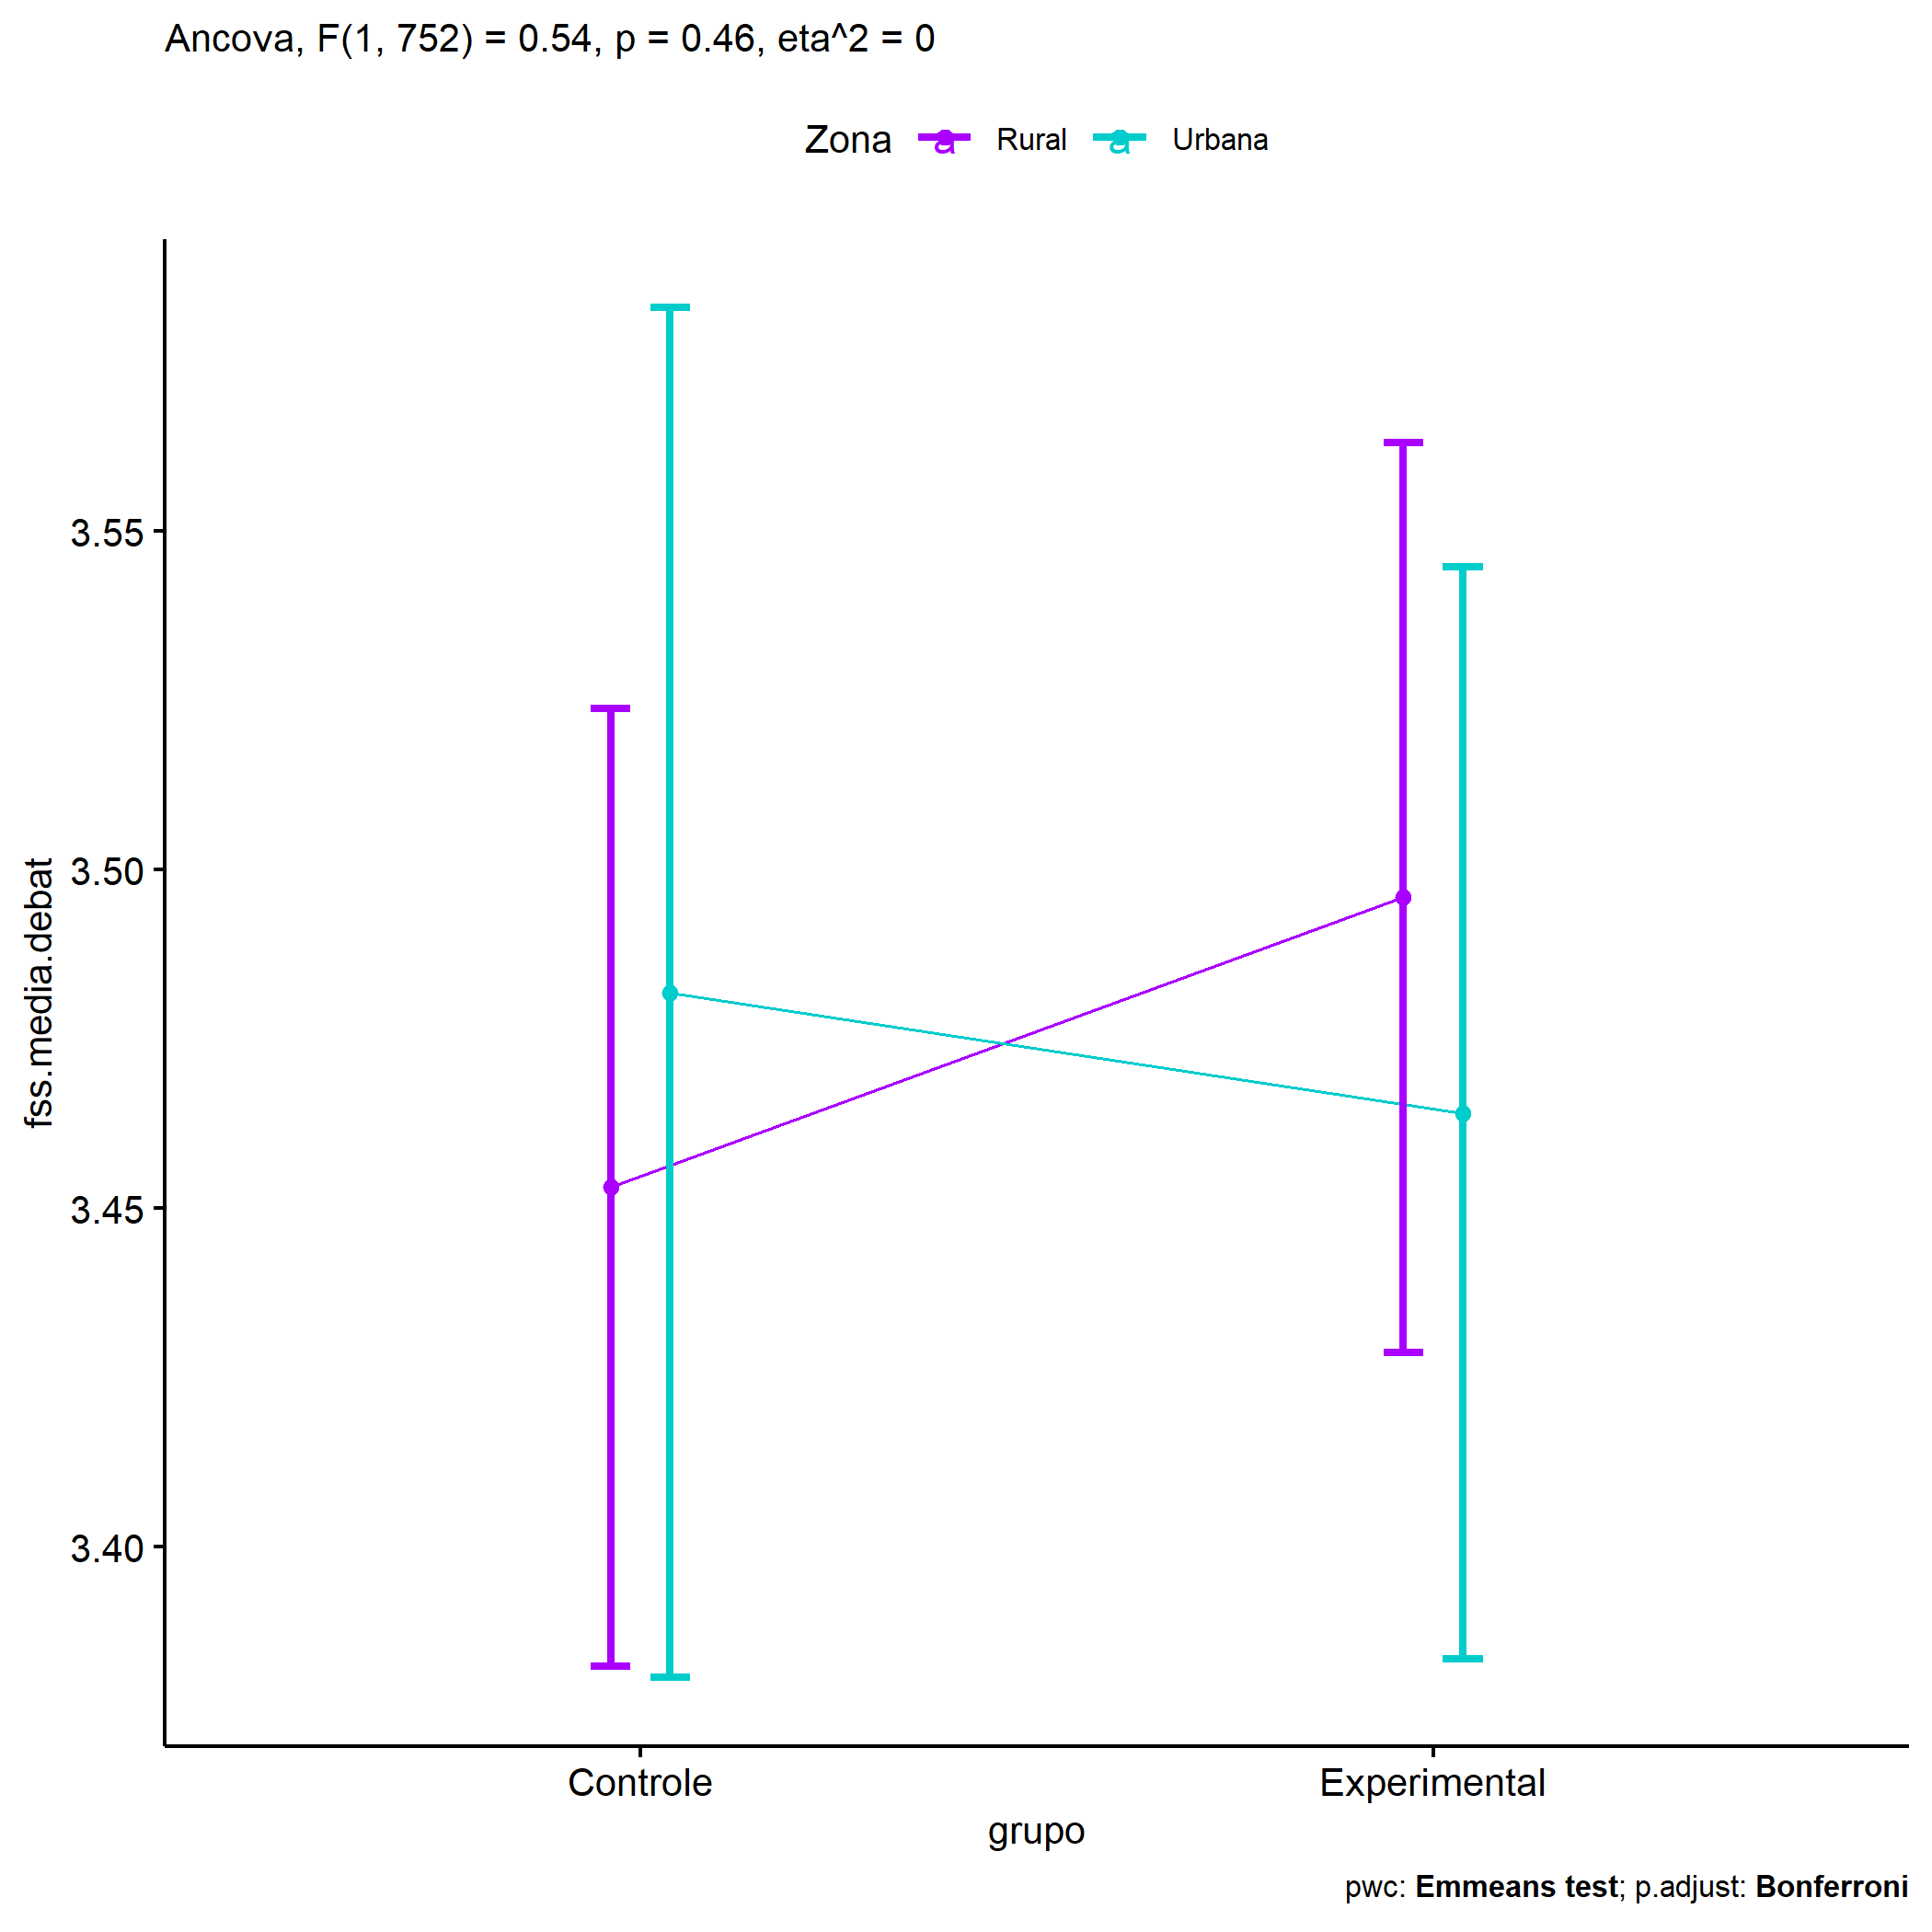 Ancova, F(1, 752) = 0.54, p = 0.46, eta^2 = 0
Zona a Rural a Urbana
3.55
3.50
3.45
3.40
fss.media.debat
Controle Experimental
grupo
pwc: Emmeans test; p.adjust: Bonferroni